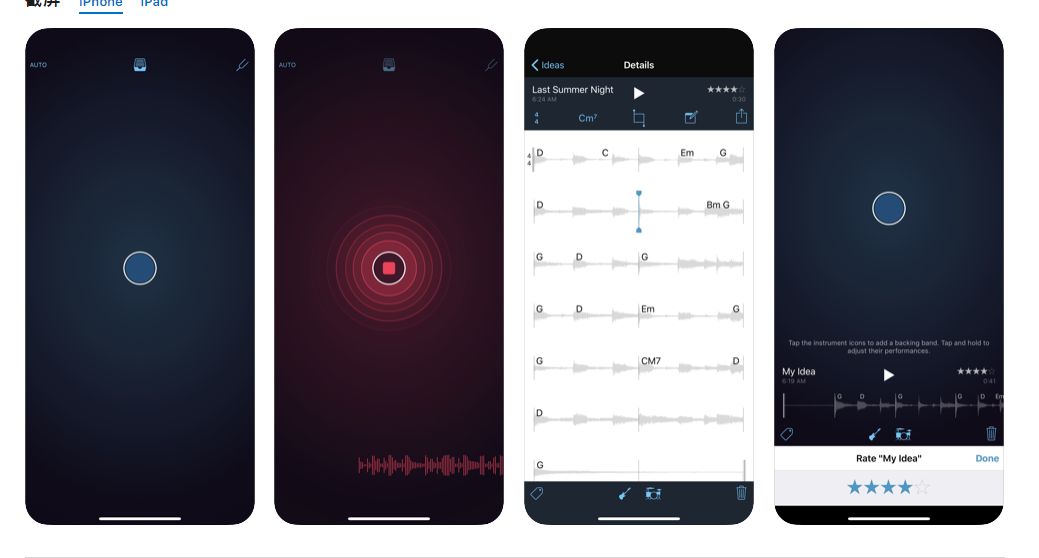 截屏 iPhone iPad
AUTO
AUTO
Ideas Details
Last Summer Night ★★★★☆
6:24 AM 0:30
4/4 Cm⁷
4/4 D C Em G
D Bm G
G D G
G D Em G
G CM7 D
D
G
Tap the instrument icons to add a backing band. Tap and hold to
adjust their performances.
My Idea ★★★★☆
6:19 AM 0:41
G D G G D Em
Rate "My Idea" Done
★★★★☆